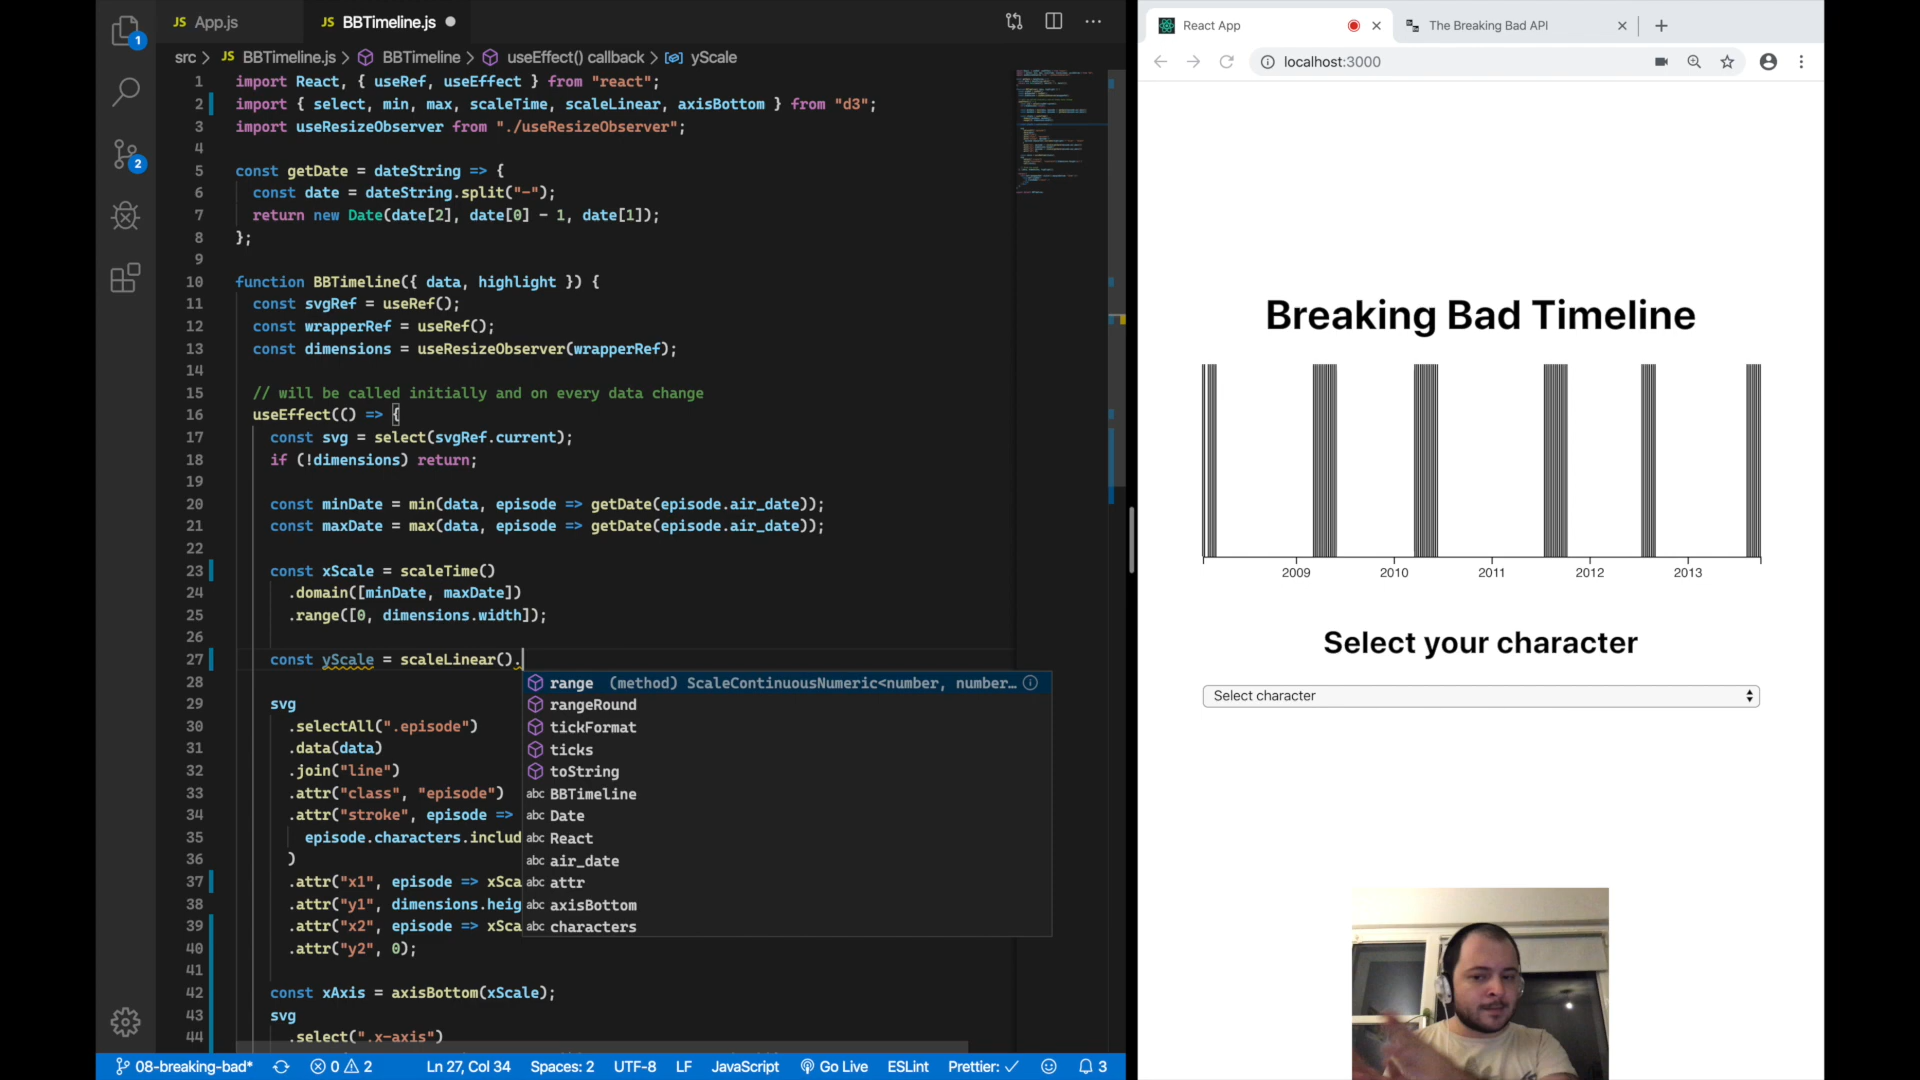 JS App.js
JS BBTimeline.js
src > JS BBTimeline.js > BBTimeline > useEffect() callback > yScale
1 import React, { useRef, useEffect } from "react";
2 import { select, min, max, scaleTime, scaleLinear, axisBottom } from "d3";
3 import useResizeObserver from "./useResizeObserver";
4
5 const getDate = dateString => {
6 const date = dateString.split("-");
7 return new Date(date[2], date[0] - 1, date[1]);
8 };
9
10 function BBTimeline({ data, highlight }) {
11 const svgRef = useRef();
12 const wrapperRef = useRef();
13 const dimensions = useResizeObserver(wrapperRef);
14
15 // will be called initially and on every data change
16 useEffect(() => {
17 const svg = select(svgRef.current);
18 if (!dimensions) return;
19
20 const minDate = min(data, episode => getDate(episode.air_date));
21 const maxDate = max(data, episode => getDate(episode.air_date));
22
23 const xScale = scaleTime()
24 .domain([minDate, maxDate])
25 .range([0, dimensions.width]);
26
27 const yScale = scaleLinear().
28
29 svg
30 .selectAll(".episode")
31 .data(data)
32 .join("line")
33 .attr("class", "episode")
34 .attr("stroke", episode =>
35 episode.characters.includ
36 )
37 .attr("x1", episode => xSca
38 .attr("y1", dimensions.heig
39 .attr("x2", episode => xSca
40 .attr("y2", 0);
41
42 const xAxis = axisBottom(xScale);
43 svg
44 .select(".x-axis")
range (method) ScaleContinuousNumeric<number, number…
rangeRound
tickFormat
ticks
toString
abc BBTimeline
abc Date
abc React
abc air_date
abc attr
abc axisBottom
abc characters
1
2
08-breaking-bad* 0 2 Ln 27, Col 34 Spaces: 2 UTF-8 LF JavaScript Go Live ESLint Prettier: ✓ 3
React App
The Breaking Bad API
localhost:3000
Breaking Bad Timeline
2009 2010 2011 2012 2013
Select your character
Select character